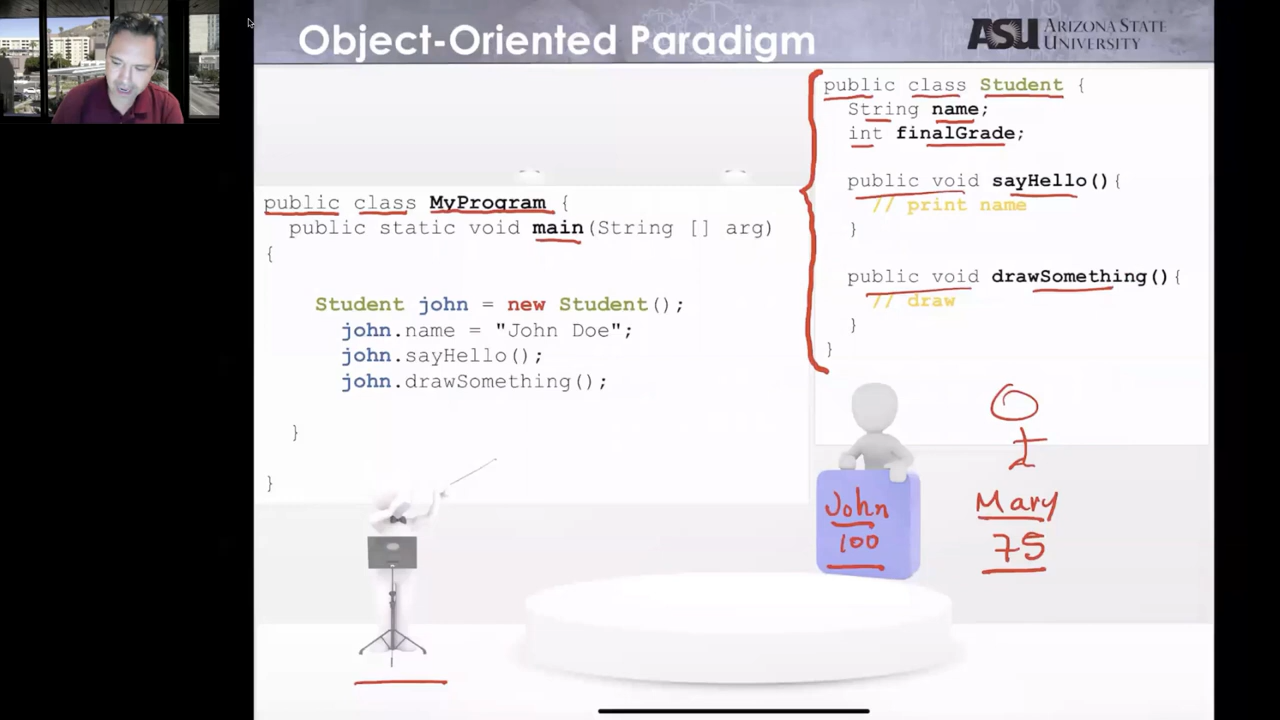 Object-Oriented Paradigm
ASU ARIZONA STATE
UNIVERSITY
public class MyProgram {
public static void main(String [] arg)
{
Student john = new Student();
john.name = "John Doe";
john.sayHello();
john.drawSomething();
}
}
public class Student {
String name;
int finalGrade;
public void sayHello(){
// print name
}
public void drawSomething(){
// draw
}
}
John
100
Mary
75